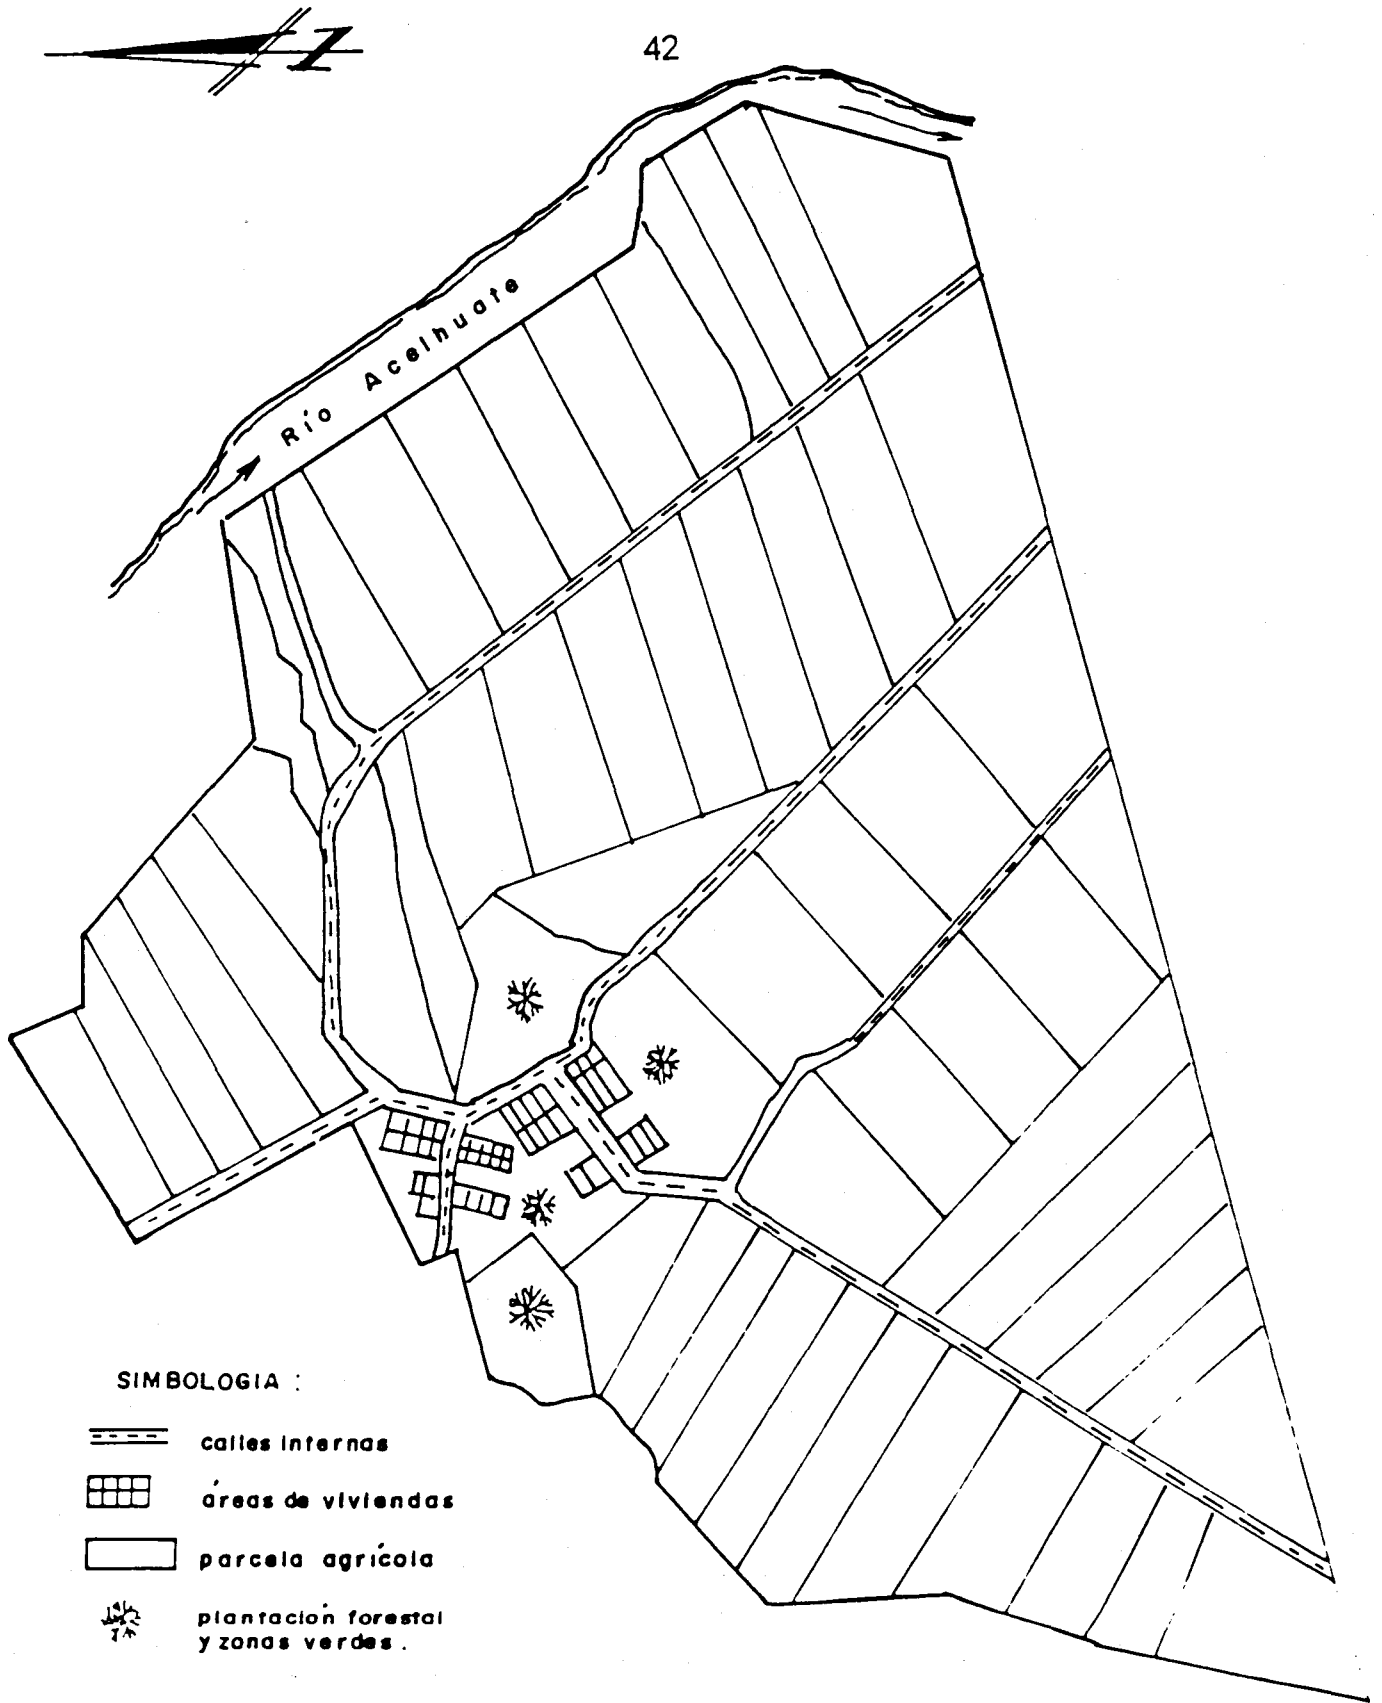 42
N
Río Acelhuate
SIMBOLOGIA :
calles internas
áreas de viviendas
parcela agrícola
plantación forestal
y zonas verdes.